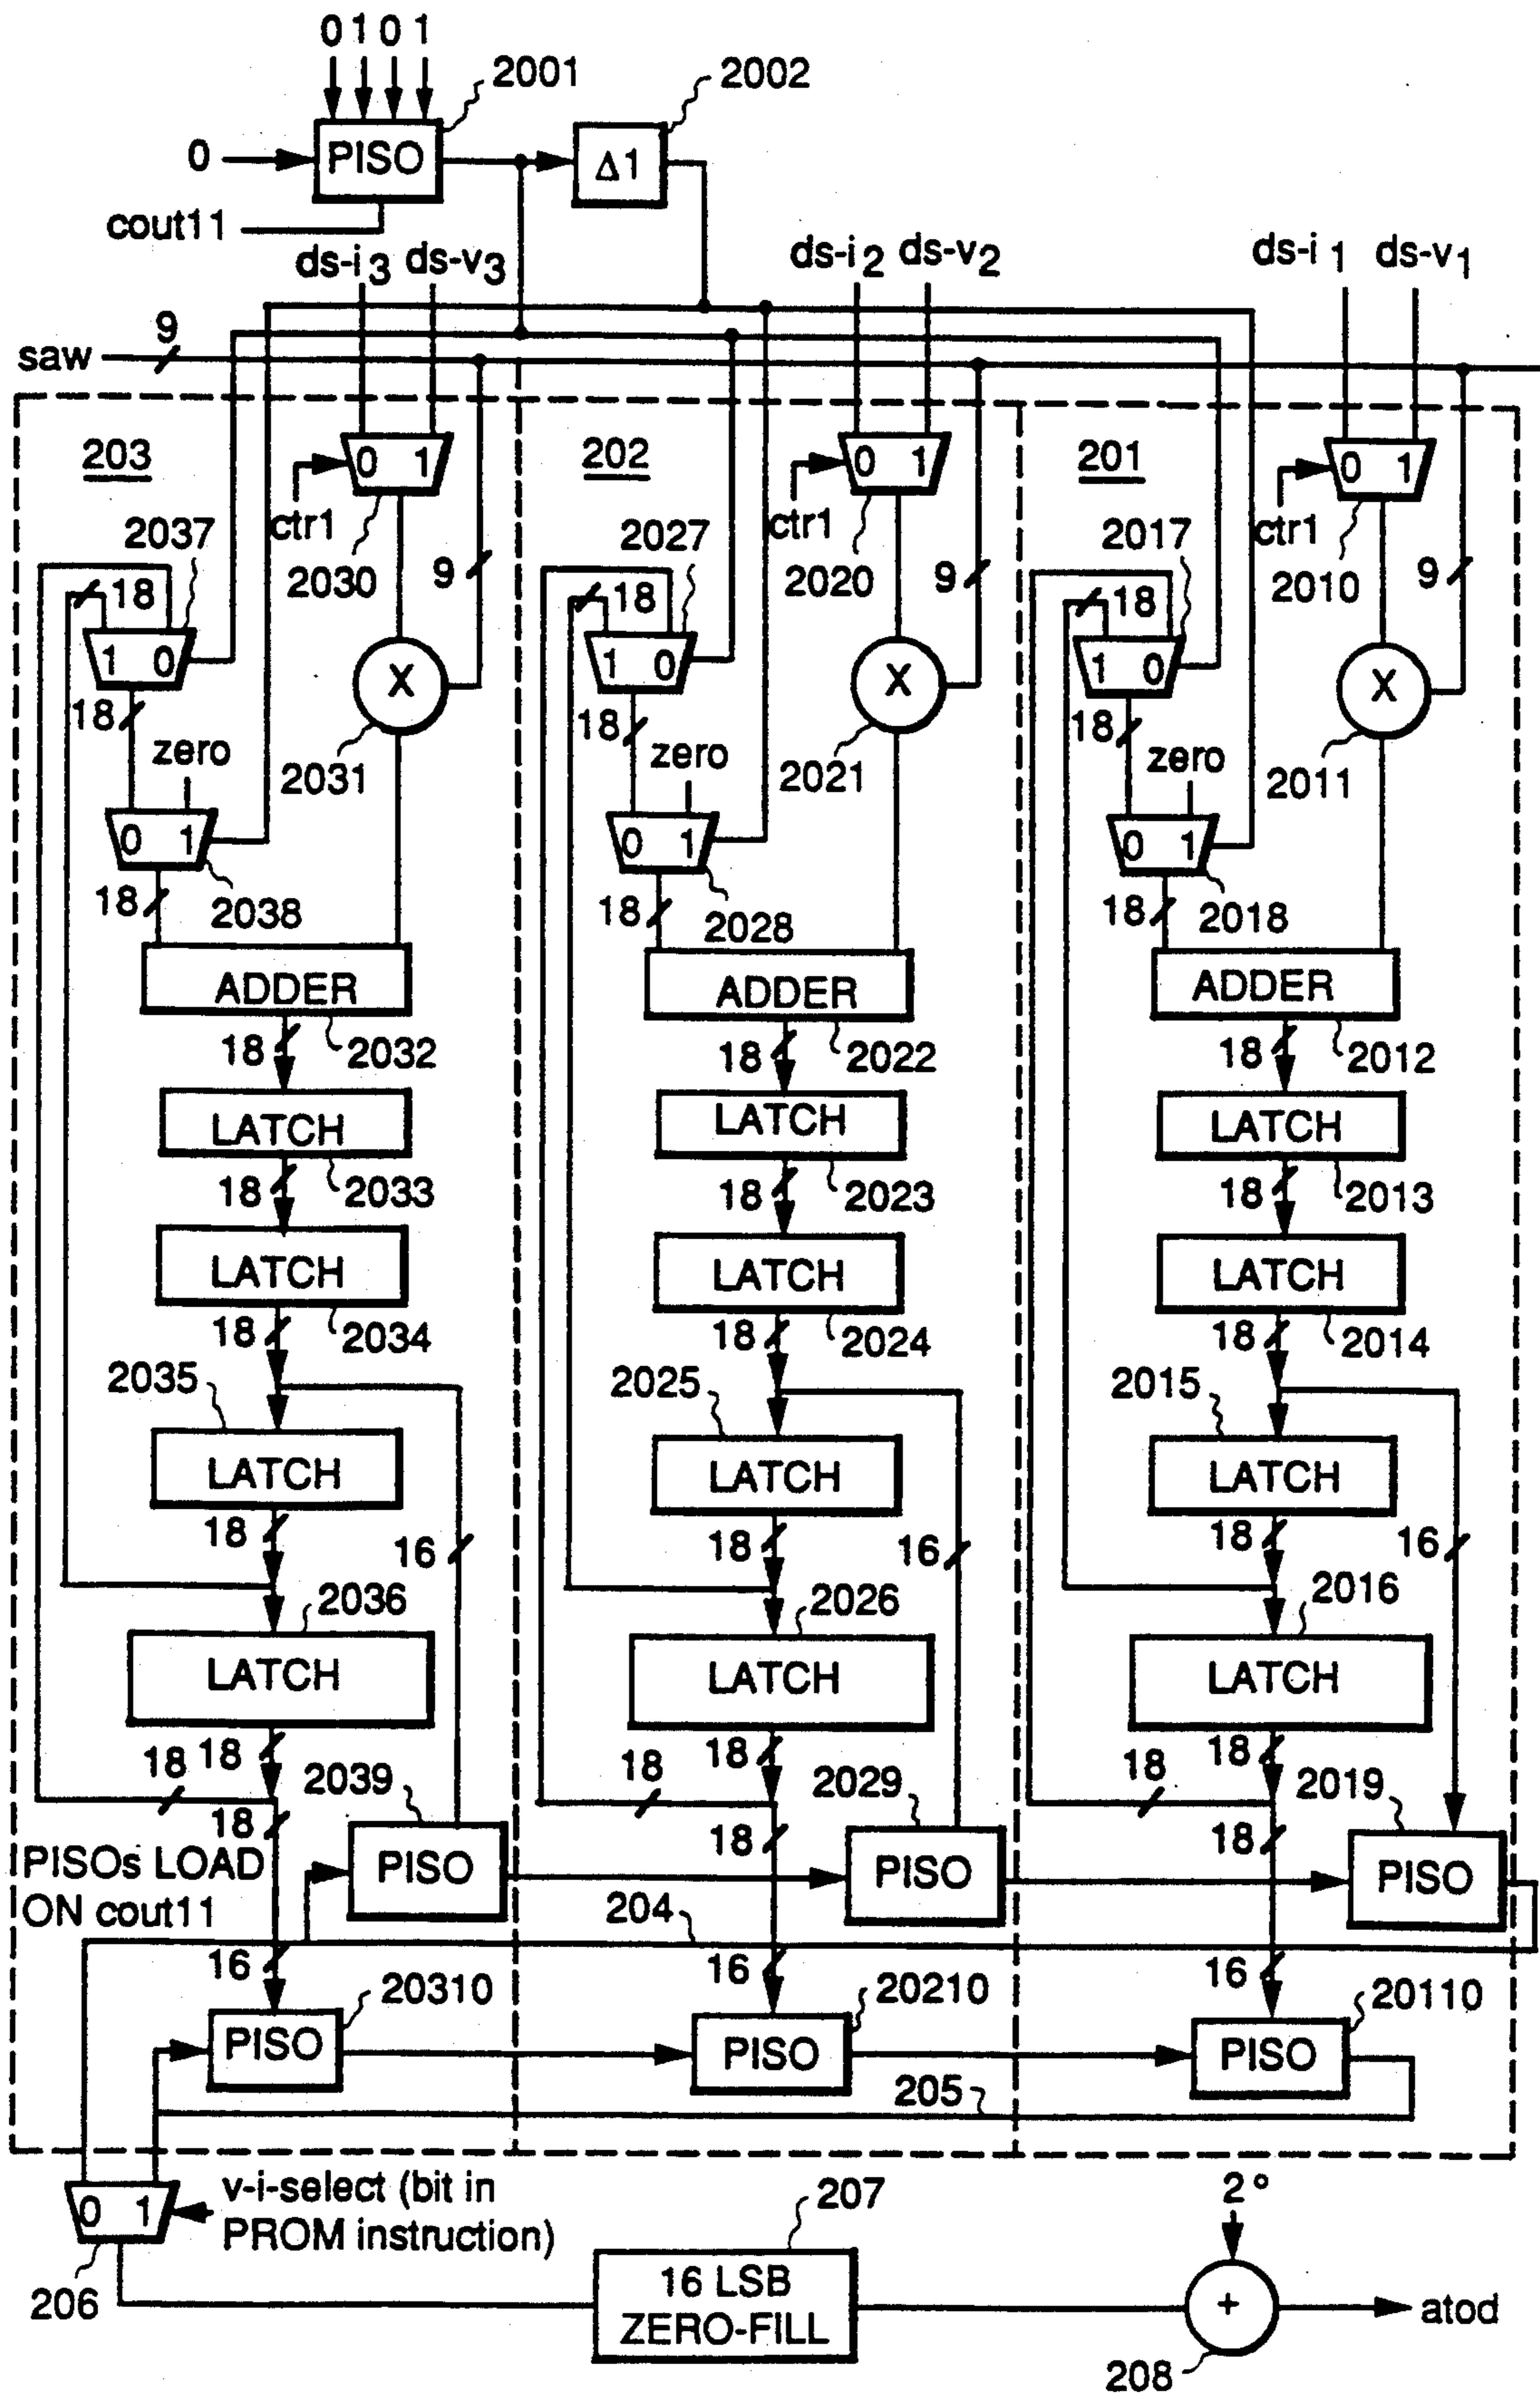 0 1 0 1
2001
2002
0
PISO
Δ1
cout11
ds-i3
ds-v3
ds-i2
ds-v2
ds-i1
ds-v1
saw
9
203
202
201
0 1
0 1
0 1
ctr1
ctr1
ctr1
2037
2030
9
2027
2020
9
2017
2010
9
18
18
18
1 0
1 0
1 0
X
X
X
18
18
18
zero
2031
zero
2021
zero
2011
0 1
0 1
0 1
18
2038
18
2028
18
2018
ADDER
ADDER
ADDER
18
2032
18
2022
18
2012
LATCH
LATCH
LATCH
18
2033
18
2023
18
2013
LATCH
LATCH
LATCH
18
2034
18
2024
18
2014
2035
2025
2015
LATCH
LATCH
LATCH
18
16
18
16
18
16
2036
2026
2016
LATCH
LATCH
LATCH
18
18
2039
18
18
2029
18
18
2019
18
18
18
PISOs LOAD
ON cout11
PISO
PISO
PISO
204
16
16
16
20310
20210
20110
PISO
PISO
PISO
205
0 1
v-i-select (bit in
PROM instruction)
206
207
16 LSB
ZERO-FILL
2°
+
atod
208